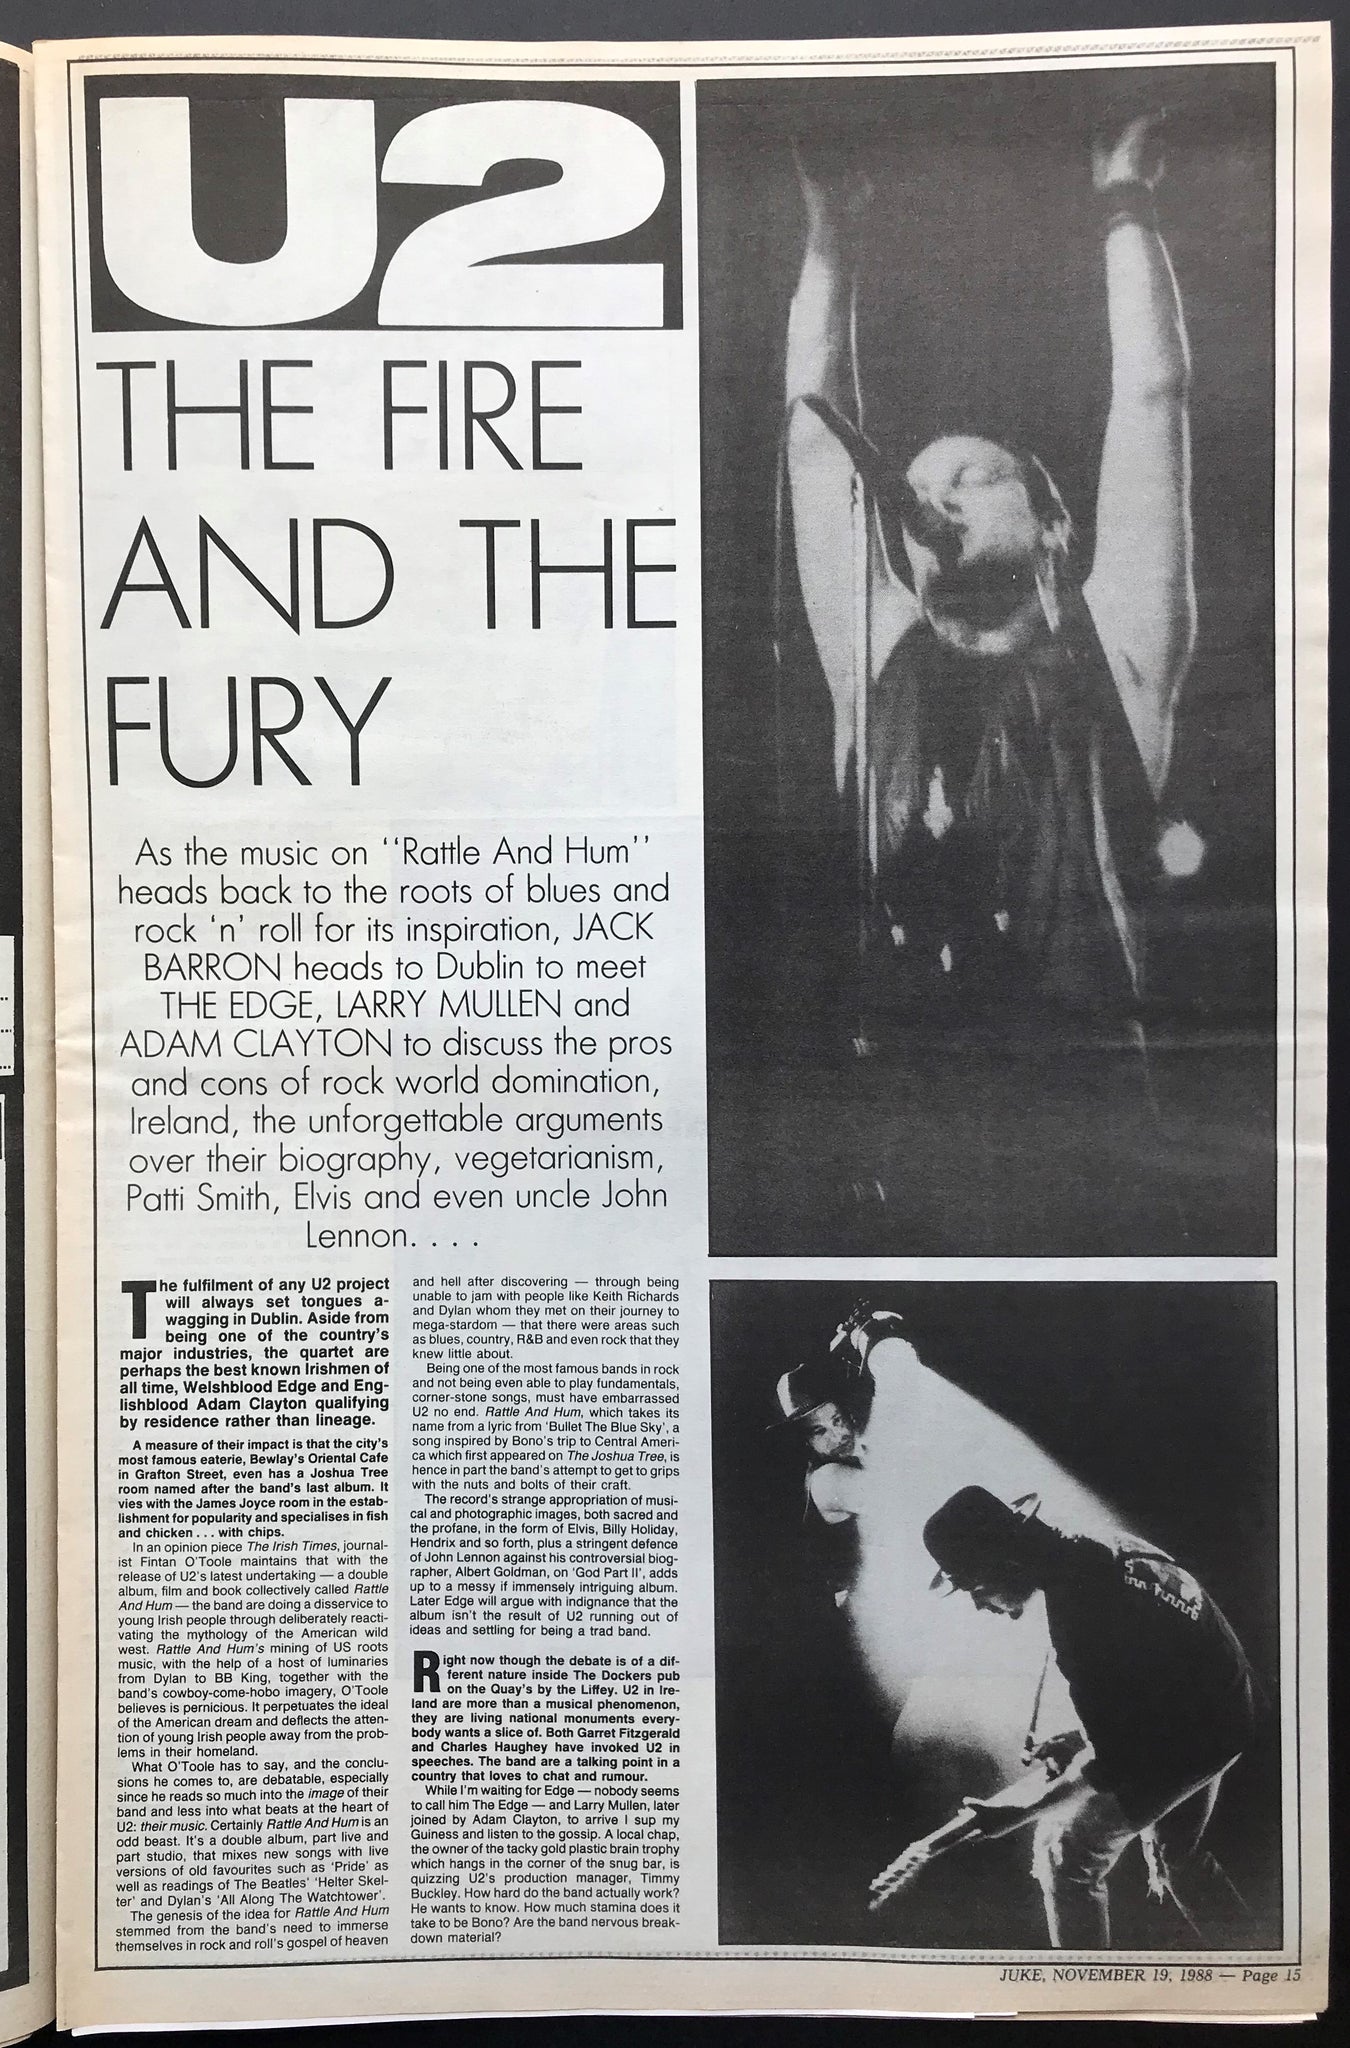 U2
THE FIRE
AND THE
FURY
As the music on ‘‘Rattle And Hum’’
heads back to the roots of blues and
rock ‘n’ roll for its inspiration, JACK
BARRON heads to Dublin to meet
THE EDGE, LARRY MULLEN and
ADAM CLAYTON to discuss the pros
and cons of rock world domination,
Ireland, the unforgettable arguments
over their biography, vegetarianism,
Patti Smith, Elvis and even uncle John
Lennon. . . .
The fulfilment of any U2 project
will always set tongues a-
wagging in Dublin. Aside from
being one of the country's
major industries, the quartet are
perhaps the best known Irishmen of
all time, Welshblood Edge and Eng-
lishblood Adam Clayton qualifying
by residence rather than lineage.
A measure of their impact is that the city's
most famous eaterie, Bewlay's Oriental Cafe
in Grafton Street, even has a Joshua Tree
room named after the band's last album. It
vies with the James Joyce room in the estab-
lishment for popularity and specialises in fish
and chicken . . . with chips.
In an opinion piece The Irish Times, journal-
ist Fintan O'Toole maintains that with the
release of U2's latest undertaking — a double
album, film and book collectively called Rattle
And Hum — the band are doing a disservice to
young Irish people through deliberately reacti-
vating the mythology of the American wild
west. Rattle And Hum's mining of US roots
music, with the help of a host of luminaries
from Dylan to BB King, together with the
band's cowboy-come-hobo imagery, O'Toole
believes is pernicious. It perpetuates the ideal
of the American dream and deflects the atten-
tion of young Irish people away from the prob-
lems in their homeland.
What O'Toole has to say, and the conclu-
sions he comes to, are debatable, especially
since he reads so much into the image of their
band and less into what beats at the heart of
U2: their music. Certainly Rattle And Hum is an
odd beast. It's a double album, part live and
part studio, that mixes new songs with live
versions of old favourites such as 'Pride' as
well as readings of The Beatles' 'Helter Skel-
ter' and Dylan's 'All Along The Watchtower'.
The genesis of the idea for Rattle And Hum
stemmed from the band's need to immerse
themselves in rock and roll's gospel of heaven
and hell after discovering — through being
unable to jam with people like Keith Richards
and Dylan whom they met on their journey to
mega-stardom — that there were areas such
as blues, country, R&B and even rock that they
knew little about.
Being one of the most famous bands in rock
and not being even able to play fundamentals,
corner-stone songs, must have embarrassed
U2 no end. Rattle And Hum, which takes its
name from a lyric from 'Bullet The Blue Sky', a
song inspired by Bono's trip to Central Ameri-
ca which first appeared on The Joshua Tree, is
hence in part the band's attempt to get to grips
with the nuts and bolts of their craft.
The record's strange appropriation of musi-
cal and photographic images, both sacred and
the profane, in the form of Elvis, Billy Holiday,
Hendrix and so forth, plus a stringent defence
of John Lennon against his controversial biog-
rapher, Albert Goldman, on 'God Part II', adds
up to a messy if immensely intriguing album.
Later Edge will argue with indignance that the
album isn't the result of U2 running out of
ideas and settling for being a trad band.
Right now though the debate is of a dif-
ferent nature inside The Dockers pub
on the Quay's by the Liffey. U2 in Ire-
land are more than a musical phenomenon,
they are living national monuments every-
body wants a slice of. Both Garret Fitzgerald
and Charles Haughey have invoked U2 in
speeches. The band are a talking point in a
country that loves to chat and rumour.
While I'm waiting for Edge — nobody seems
to call him The Edge — and Larry Mullen, later
joined by Adam Clayton, to arrive I sup my
Guiness and listen to the gossip. A local chap,
the owner of the tacky gold plastic brain trophy
which hangs in the corner of the snug bar, is
quizzing U2's production manager, Timmy
Buckley. How hard do the band actually work?
He wants to know. How much stamina does it
take to be Bono? Are the band nervous break-
down material?
JUKE, NOVEMBER 19, 1988 — Page 15